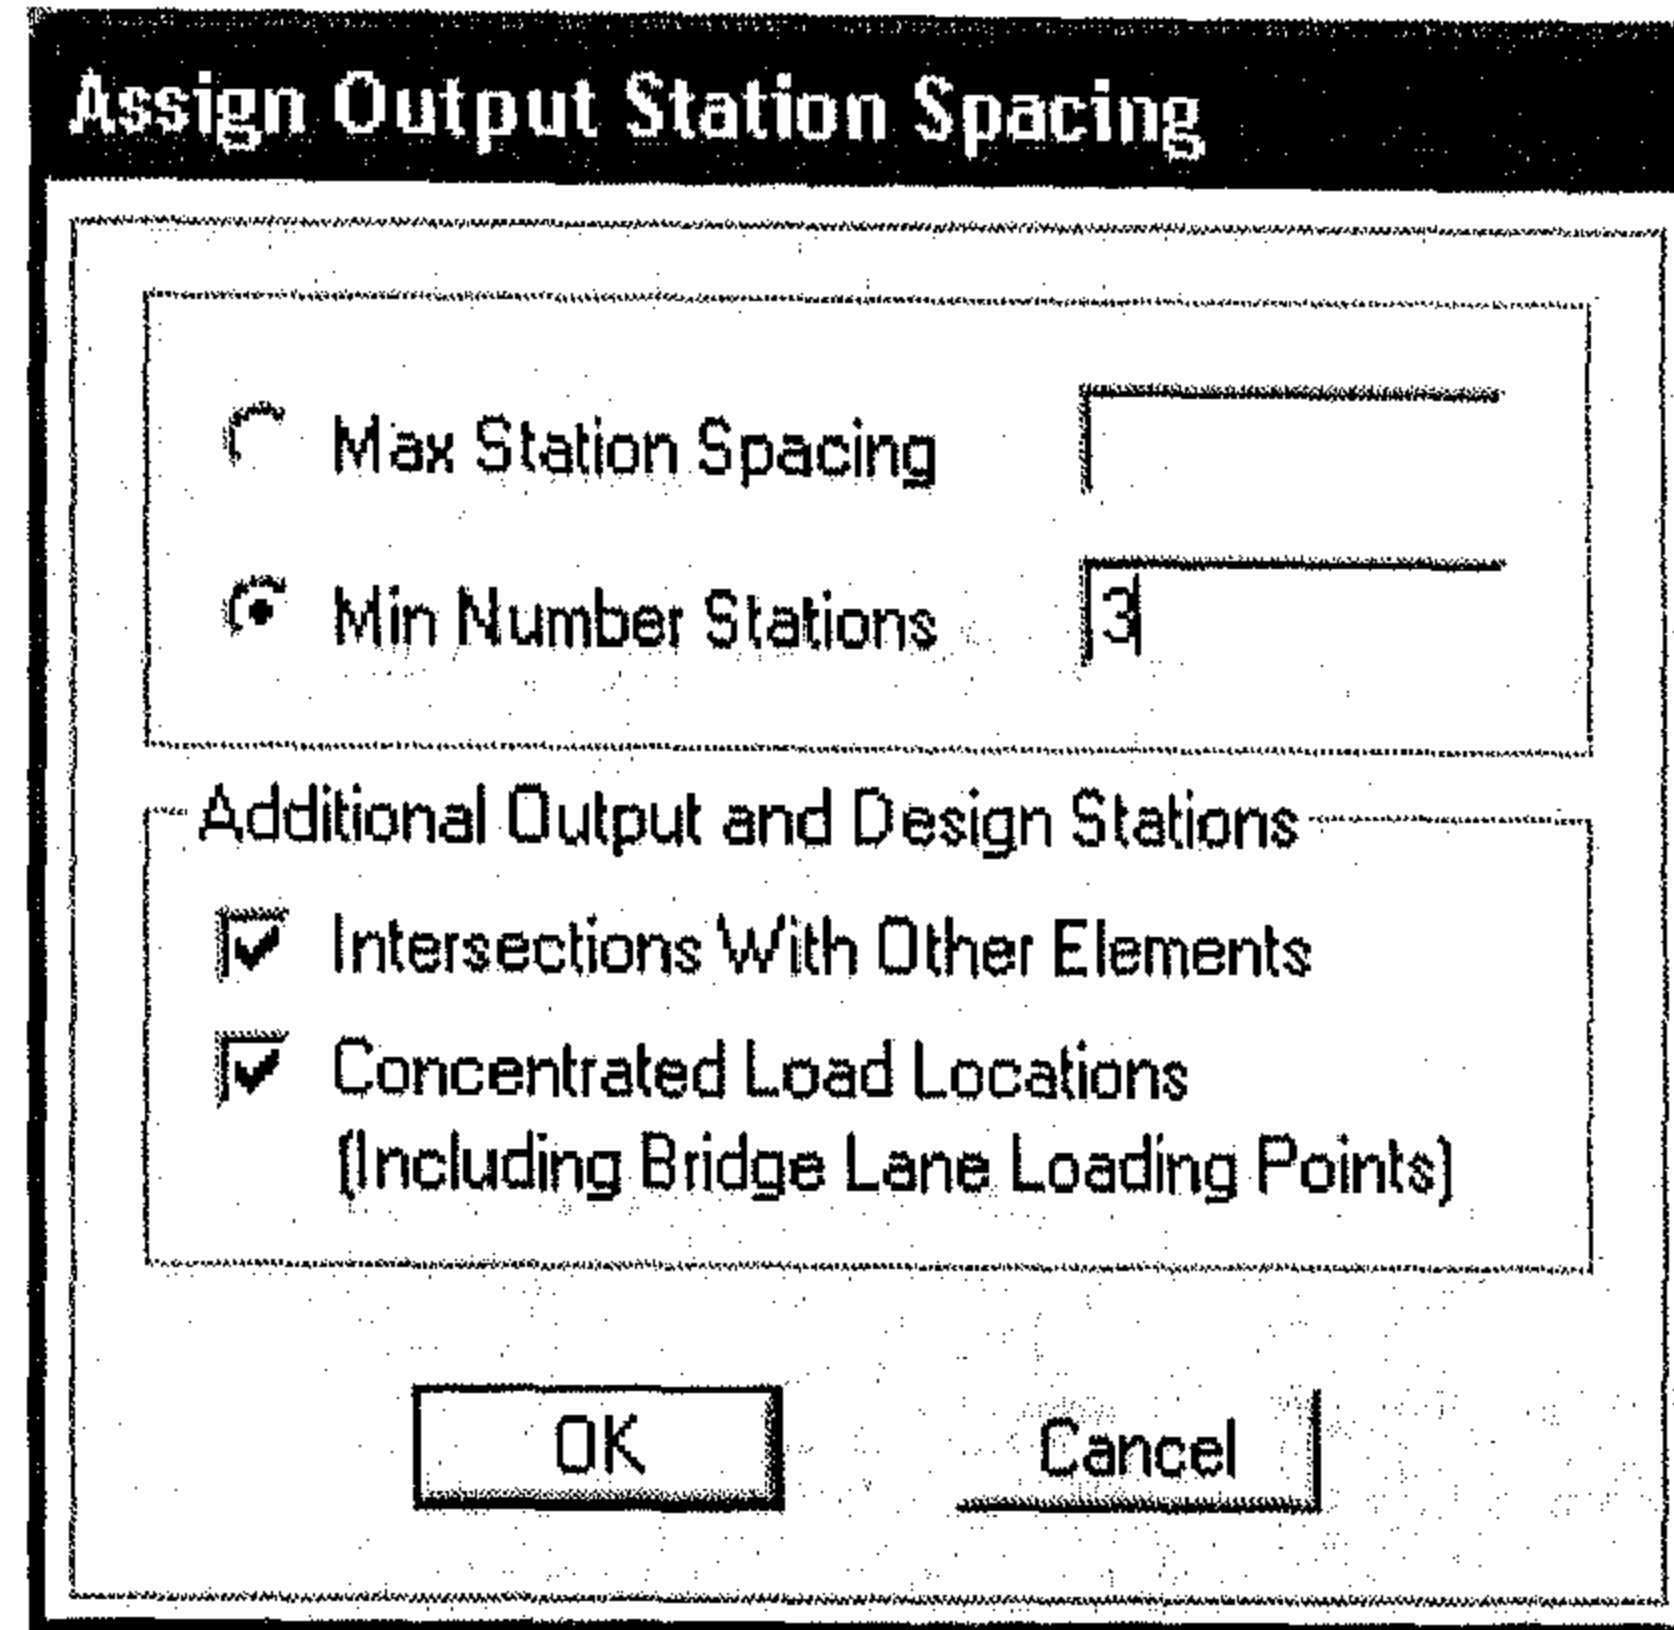 Assign Output Station Spacing
Max Station Spacing
Min Number Stations 3
Additional Output and Design Stations
Intersections With Other Elements
Concentrated Load Locations
(Including Bridge Lane Loading Points)
OK Cancel